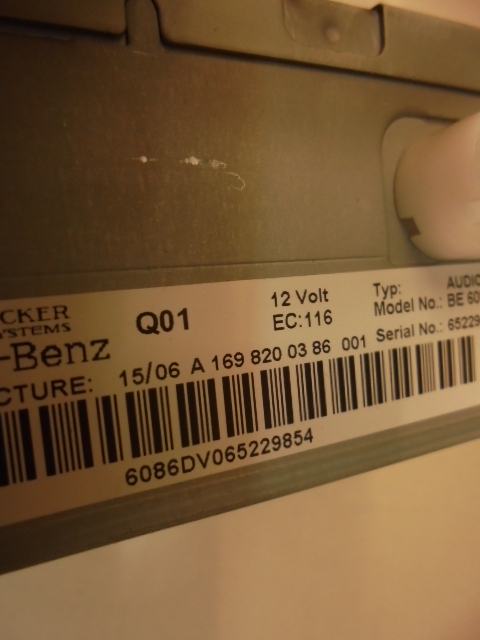 CKER Q01 12 Volt Typ: AUDIO
YSTEMS EC:116 Model No.: BE 60
-Benz Serial No.: 65229
CTURE: 15/06 A 169 820 03 86 001
6086DV065229854